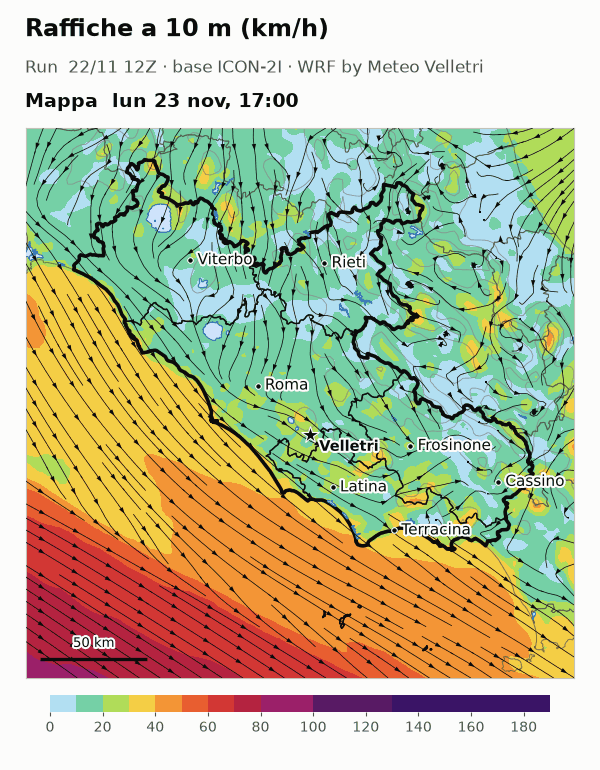 Raffiche a 10 m (km/h)
Run  22/11 12Z · base ICON-2I · WRF by Meteo Velletri
Mappa  lun 23 nov, 17:00
Viterbo
Rieti
Roma
Velletri
Frosinone
Latina
Cassino
Terracina
50 km
0 20 40 60 80 100 120 140 160 180